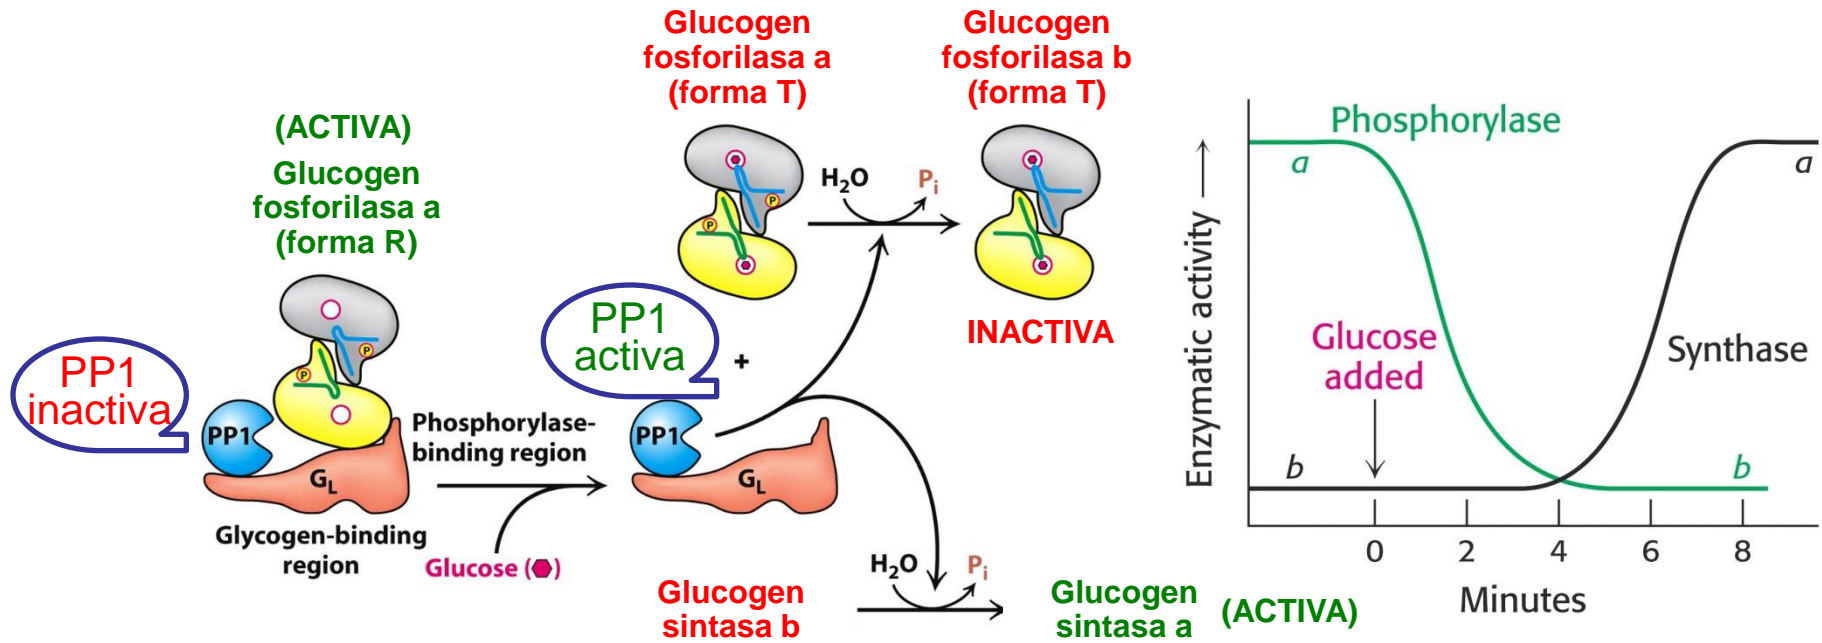 (ACTIVA)
Glucogen
fosforilasa a
(forma R)
PP1
inactiva
P
P
PP1
G_L
Glycogen-binding
region
Phosphorylase-
binding region
Glucose ( )
Glucogen
fosforilasa a
(forma T)
P
P
H₂O
Pᵢ
Glucogen
fosforilasa b
(forma T)
INACTIVA
PP1
activa
+
PP1
G_L
H₂O
Pᵢ
Glucogen
sintasa b
Glucogen
sintasa a
(ACTIVA)
Enzymatic activity
Phosphorylase
a
a
Glucose
added
Synthase
b
b
0 2 4 6 8
Minutes